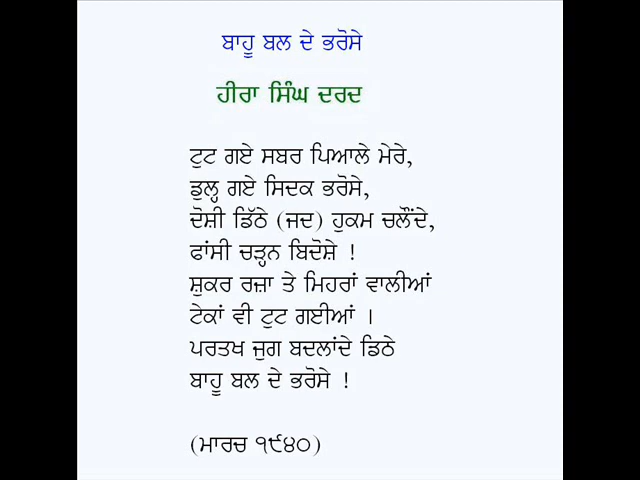 ਬਾਹੂ ਬਲ ਦੇ ਭਰੋਸੇ
ਹੀਰਾ ਸਿੰਘ ਦਰਦ
ਟੁਟ ਗਏ ਸਬਰ ਪਿਆਲੇ ਮੇਰੇ,
ਡੁਲ੍ਹ ਗਏ ਸਿਦਕ ਭਰੋਸੇ,
ਦੋਸ਼ੀ ਡਿੱਠੇ (ਜਦ) ਹੁਕਮ ਚਲੌਂਦੇ,
ਫਾਂਸੀ ਚੜ੍ਹਨ ਬਿਦੋਸ਼ੇ !
ਸ਼ੁਕਰ ਰਜ਼ਾ ਤੇ ਮਿਹਰਾਂ ਵਾਲੀਆਂ
ਟੇਕਾਂ ਵੀ ਟੁਟ ਗਈਆਂ ।
ਪਰਤਖ ਜੁਗ ਬਦਲਾਂਦੇ ਡਿਠੇ
ਬਾਹੂ ਬਲ ਦੇ ਭਰੋਸੇ !
(ਮਾਰਚ ੧੯੪੦)